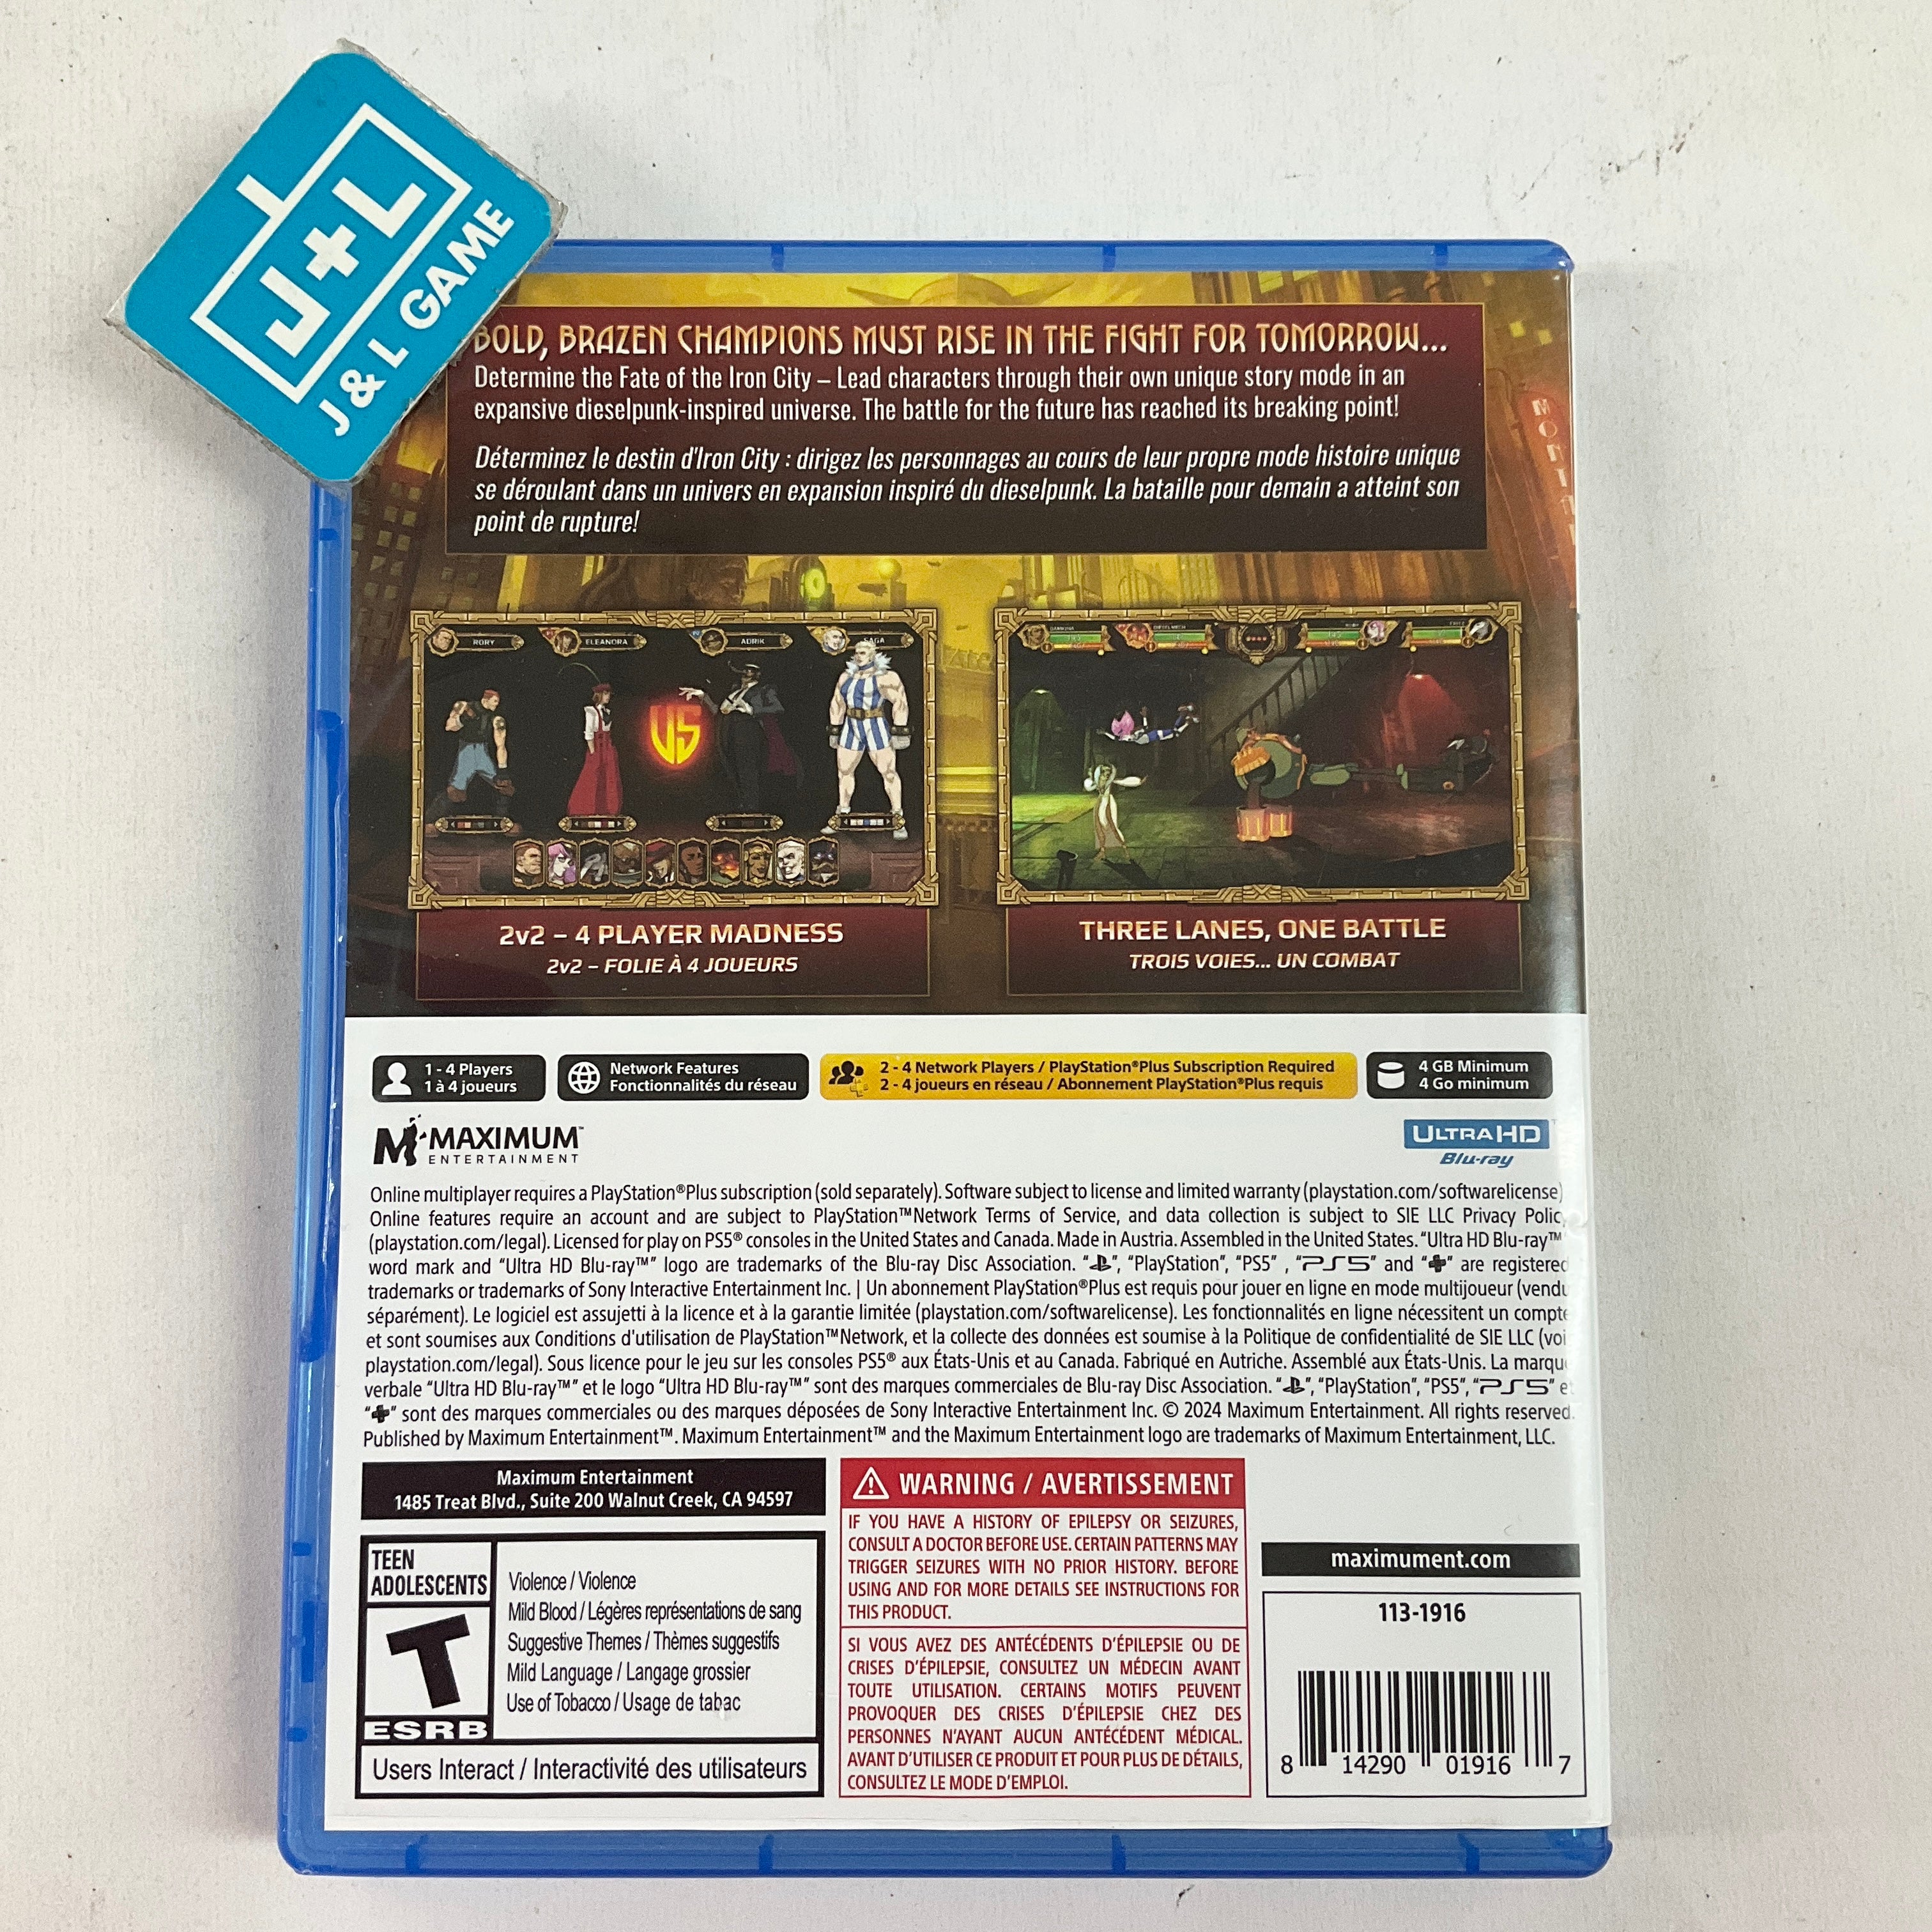 J+L
J & L GAME
BOLD, BRAZEN CHAMPIONS MUST RISE IN THE FIGHT FOR TOMORROW...
Determine the Fate of the Iron City – Lead characters through their own unique story mode in an
expansive dieselpunk-inspired universe. The battle for the future has reached its breaking point!
Déterminez le destin d'Iron City : dirigez les personnages au cours de leur propre mode histoire unique
se déroulant dans un univers en expansion inspiré du dieselpunk. La bataille pour demain a atteint son
point de rupture!
RORY
ELEANORA
ADRIK
SAGA
VS
2v2 – 4 PLAYER MADNESS
2v2 – FOLIE À 4 JOUEURS
THREE LANES, ONE BATTLE
TROIS VOIES... UN COMBAT
1 - 4 Players
1 à 4 joueurs
Network Features
Fonctionnalités du réseau
2 - 4 Network Players / PlayStation®Plus Subscription Required
2 - 4 joueurs en réseau / Abonnement PlayStation®Plus requis
4 GB Minimum
4 Go minimum
MAXIMUM™
ENTERTAINMENT
ULTRA HD™
Blu-ray
Online multiplayer requires a PlayStation®Plus subscription (sold separately). Software subject to license and limited warranty (playstation.com/softwarelicense)
Online features require an account and are subject to PlayStation™Network Terms of Service, and data collection is subject to SIE LLC Privacy Polic
(playstation.com/legal). Licensed for play on PS5® consoles in the United States and Canada. Made in Austria. Assembled in the United States. “Ultra HD Blu-ray™
word mark and “Ultra HD Blu-ray™” logo are trademarks of the Blu-ray Disc Association. “ ”, “PlayStation”, “PS5” , “PS5” and “ ” are registered
trademarks or trademarks of Sony Interactive Entertainment Inc. | Un abonnement PlayStation®Plus est requis pour jouer en ligne en mode multijoueur (vendu
séparément). Le logiciel est assujetti à la licence et à la garantie limitée (playstation.com/softwarelicense). Les fonctionnalités en ligne nécessitent un compte
et sont soumises aux Conditions d'utilisation de PlayStation™Network, et la collecte des données est soumise à la Politique de confidentialité de SIE LLC (voi
playstation.com/legal). Sous licence pour le jeu sur les consoles PS5® aux États-Unis et au Canada. Fabriqué en Autriche. Assemblé aux États-Unis. La marqu
verbale “Ultra HD Blu-ray™” et le logo “Ultra HD Blu-ray™” sont des marques commerciales de Blu-ray Disc Association. “ ”, “PlayStation”, “PS5”, “PS5” et
“ ” sont des marques commerciales ou des marques déposées de Sony Interactive Entertainment Inc. © 2024 Maximum Entertainment. All rights reserved.
Published by Maximum Entertainment™. Maximum Entertainment™ and the Maximum Entertainment logo are trademarks of Maximum Entertainment, LLC.
Maximum Entertainment
1485 Treat Blvd., Suite 200 Walnut Creek, CA 94597
TEEN
ADOLESCENTS
T
ESRB
Violence / Violence
Mild Blood / Légères représentations de sang
Suggestive Themes / Thèmes suggestifs
Mild Language / Langage grossier
Use of Tobacco / Usage de tabac
Users Interact / Interactivité des utilisateurs
WARNING / AVERTISSEMENT
IF YOU HAVE A HISTORY OF EPILEPSY OR SEIZURES,
CONSULT A DOCTOR BEFORE USE. CERTAIN PATTERNS MAY
TRIGGER SEIZURES WITH NO PRIOR HISTORY. BEFORE
USING AND FOR MORE DETAILS SEE INSTRUCTIONS FOR
THIS PRODUCT.
SI VOUS AVEZ DES ANTÉCÉDENTS D'ÉPILEPSIE OU DE
CRISES D'ÉPILEPSIE, CONSULTEZ UN MÉDECIN AVANT
TOUTE UTILISATION. CERTAINS MOTIFS PEUVENT
PROVOQUER DES CRISES D'ÉPILEPSIE CHEZ DES
PERSONNES N'AYANT AUCUN ANTÉCÉDENT MÉDICAL.
AVANT D'UTILISER CE PRODUIT ET POUR PLUS DE DÉTAILS,
CONSULTEZ LE MODE D'EMPLOI.
maximument.com
113-1916
8 14290 01916 7